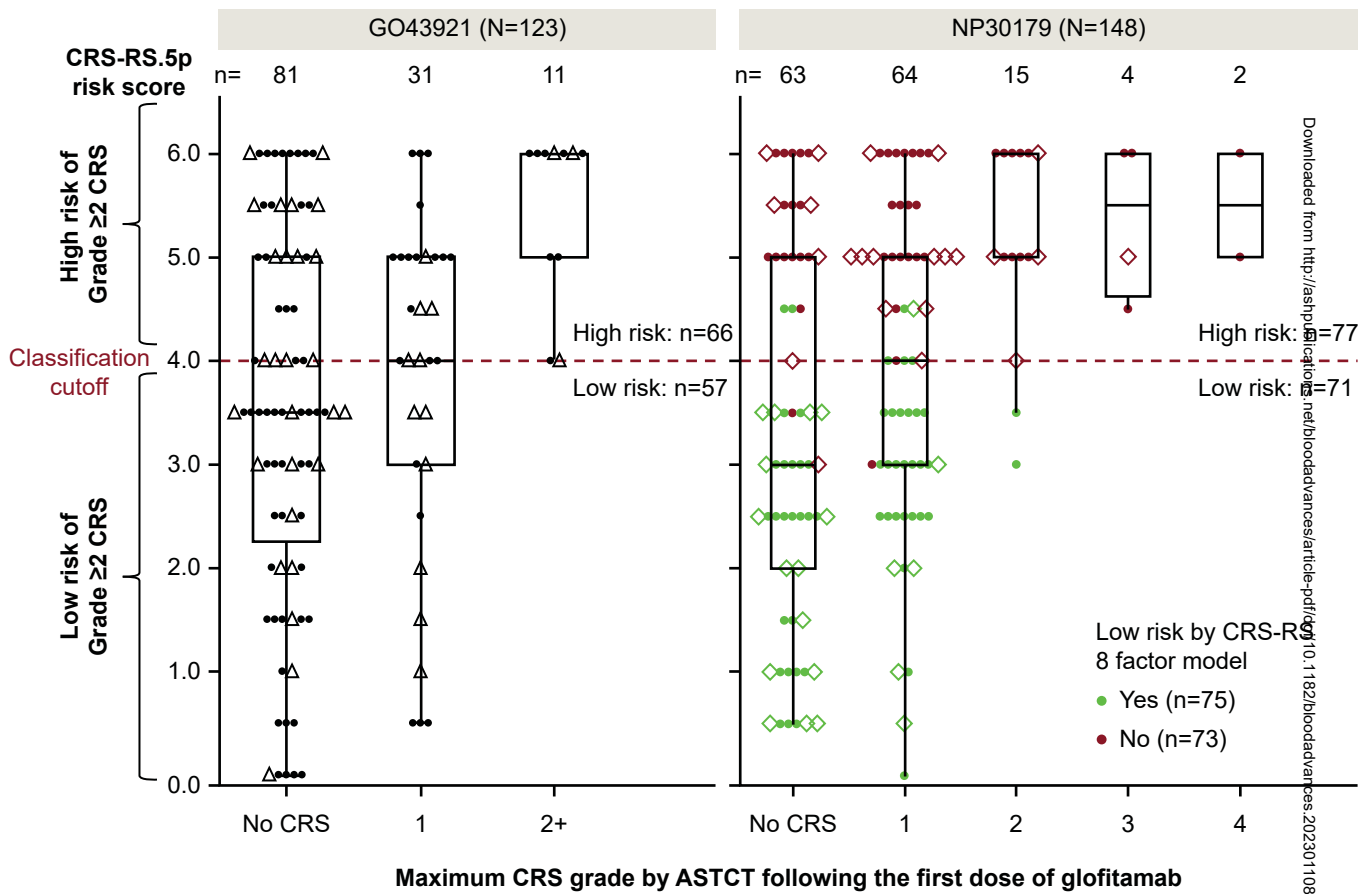 GO43921 (N=123)
NP30179 (N=148)
CRS-RS.5p
risk score
n= 81 31 11
n= 63 64 15 4 2
High risk of
Grade ≥2 CRS
Low risk of
Grade ≥2 CRS
Classification
cutoff
6.0
5.0
4.0
3.0
2.0
1.0
0.0
High risk: n=66
Low risk: n=57
High risk: n=77
Low risk: n=71
Low risk by CRS-RS
8 factor model
Yes (n=75)
No (n=73)
No CRS 1 2+
No CRS 1 2 3 4
Maximum CRS grade by ASTCT following the first dose of glofitamab
Downloaded from http://ashpublications.net/bloodadvances/article-pdf/doi/10.1182/bloodadvances.202301108